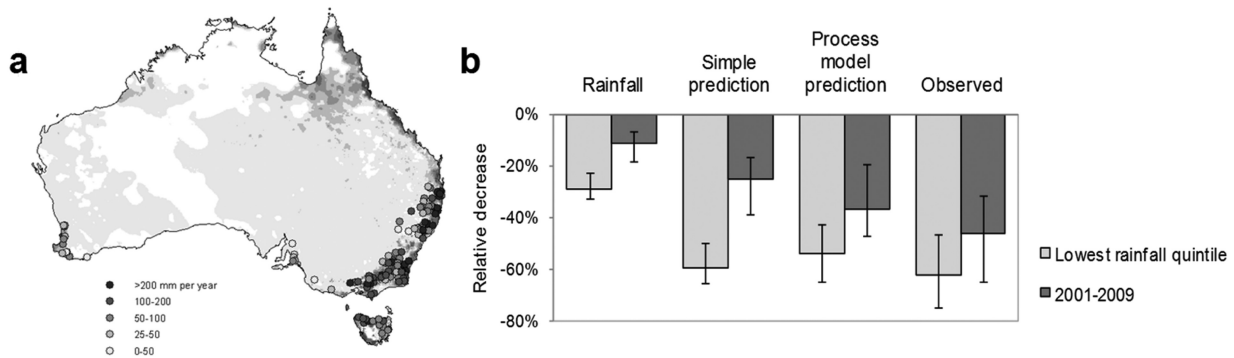 a
>200 mm per year
100-200
50-100
25-50
0-50
b
Rainfall
Simple
prediction
Process
model
prediction
Observed
0%
-20%
-40%
-60%
-80%
Relative decrease
Lowest rainfall quintile
2001-2009